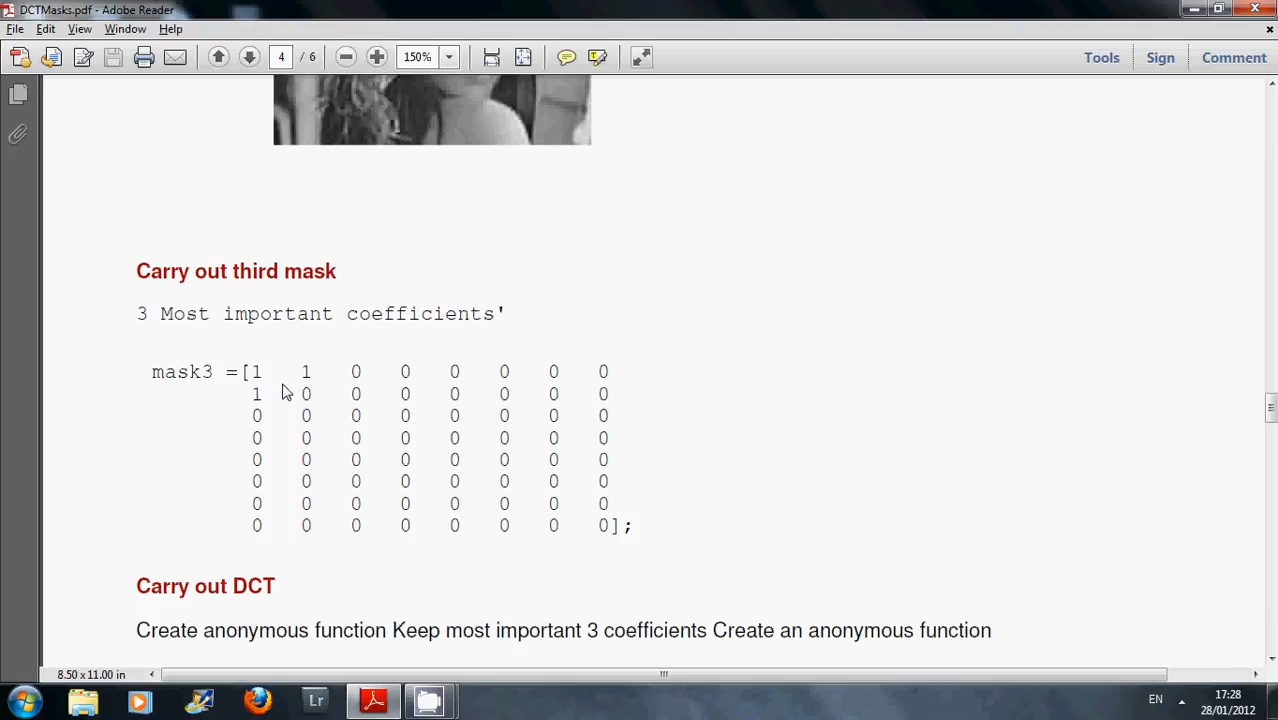 DCTMasks.pdf - Adobe Reader
File Edit View Window Help
4 / 6 150% Tools Sign Comment
Carry out third mask
3 Most important coefficients'
mask3 =[1 1 0 0 0 0 0 0
1 0 0 0 0 0 0 0
0 0 0 0 0 0 0 0
0 0 0 0 0 0 0 0
0 0 0 0 0 0 0 0
0 0 0 0 0 0 0 0
0 0 0 0 0 0 0 0
0 0 0 0 0 0 0 0];
Carry out DCT
Create anonymous function Keep most important 3 coefficients Create an anonymous function
8.50 x 11.00 in
Lr
EN
17:28
28/01/2012